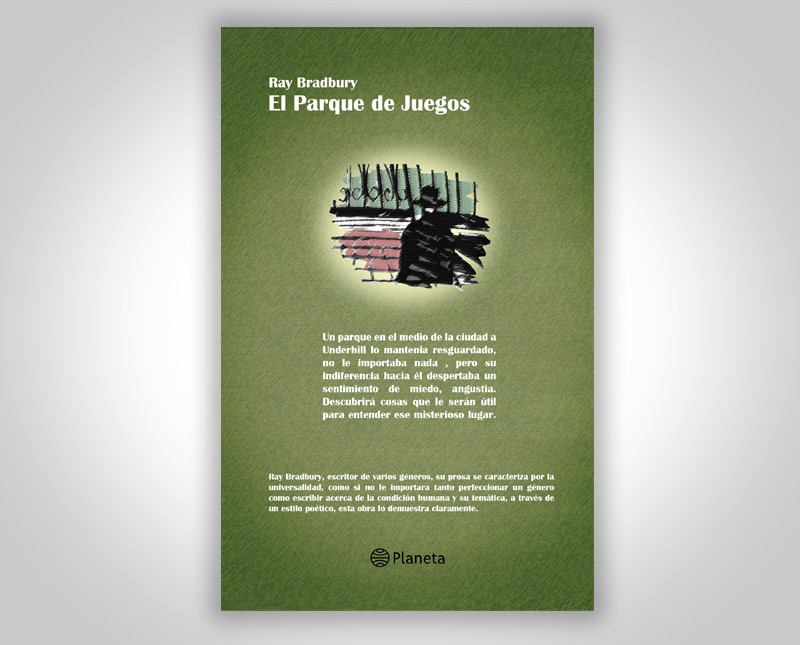 Ray Bradbury
El Parque de Juegos
Un parque en el medio de la ciudad a
Underhill lo mantenia resguardado,
no le importaba nada , pero su
indiferencia hacia él despertaba un
sentimiento de miedo, angustia.
Descubrirá cosas que le serán útil
para entender ese misterioso lugar.
Ray Bradbury, escritor de varios géneros, su prosa se caracteriza por la
universalidad, como si no le importara tanto perfeccionar un género
como escribir acerca de la condición humana y su temática, a través de
un estilo poético, esta obra lo demuestra claramente.
Planeta